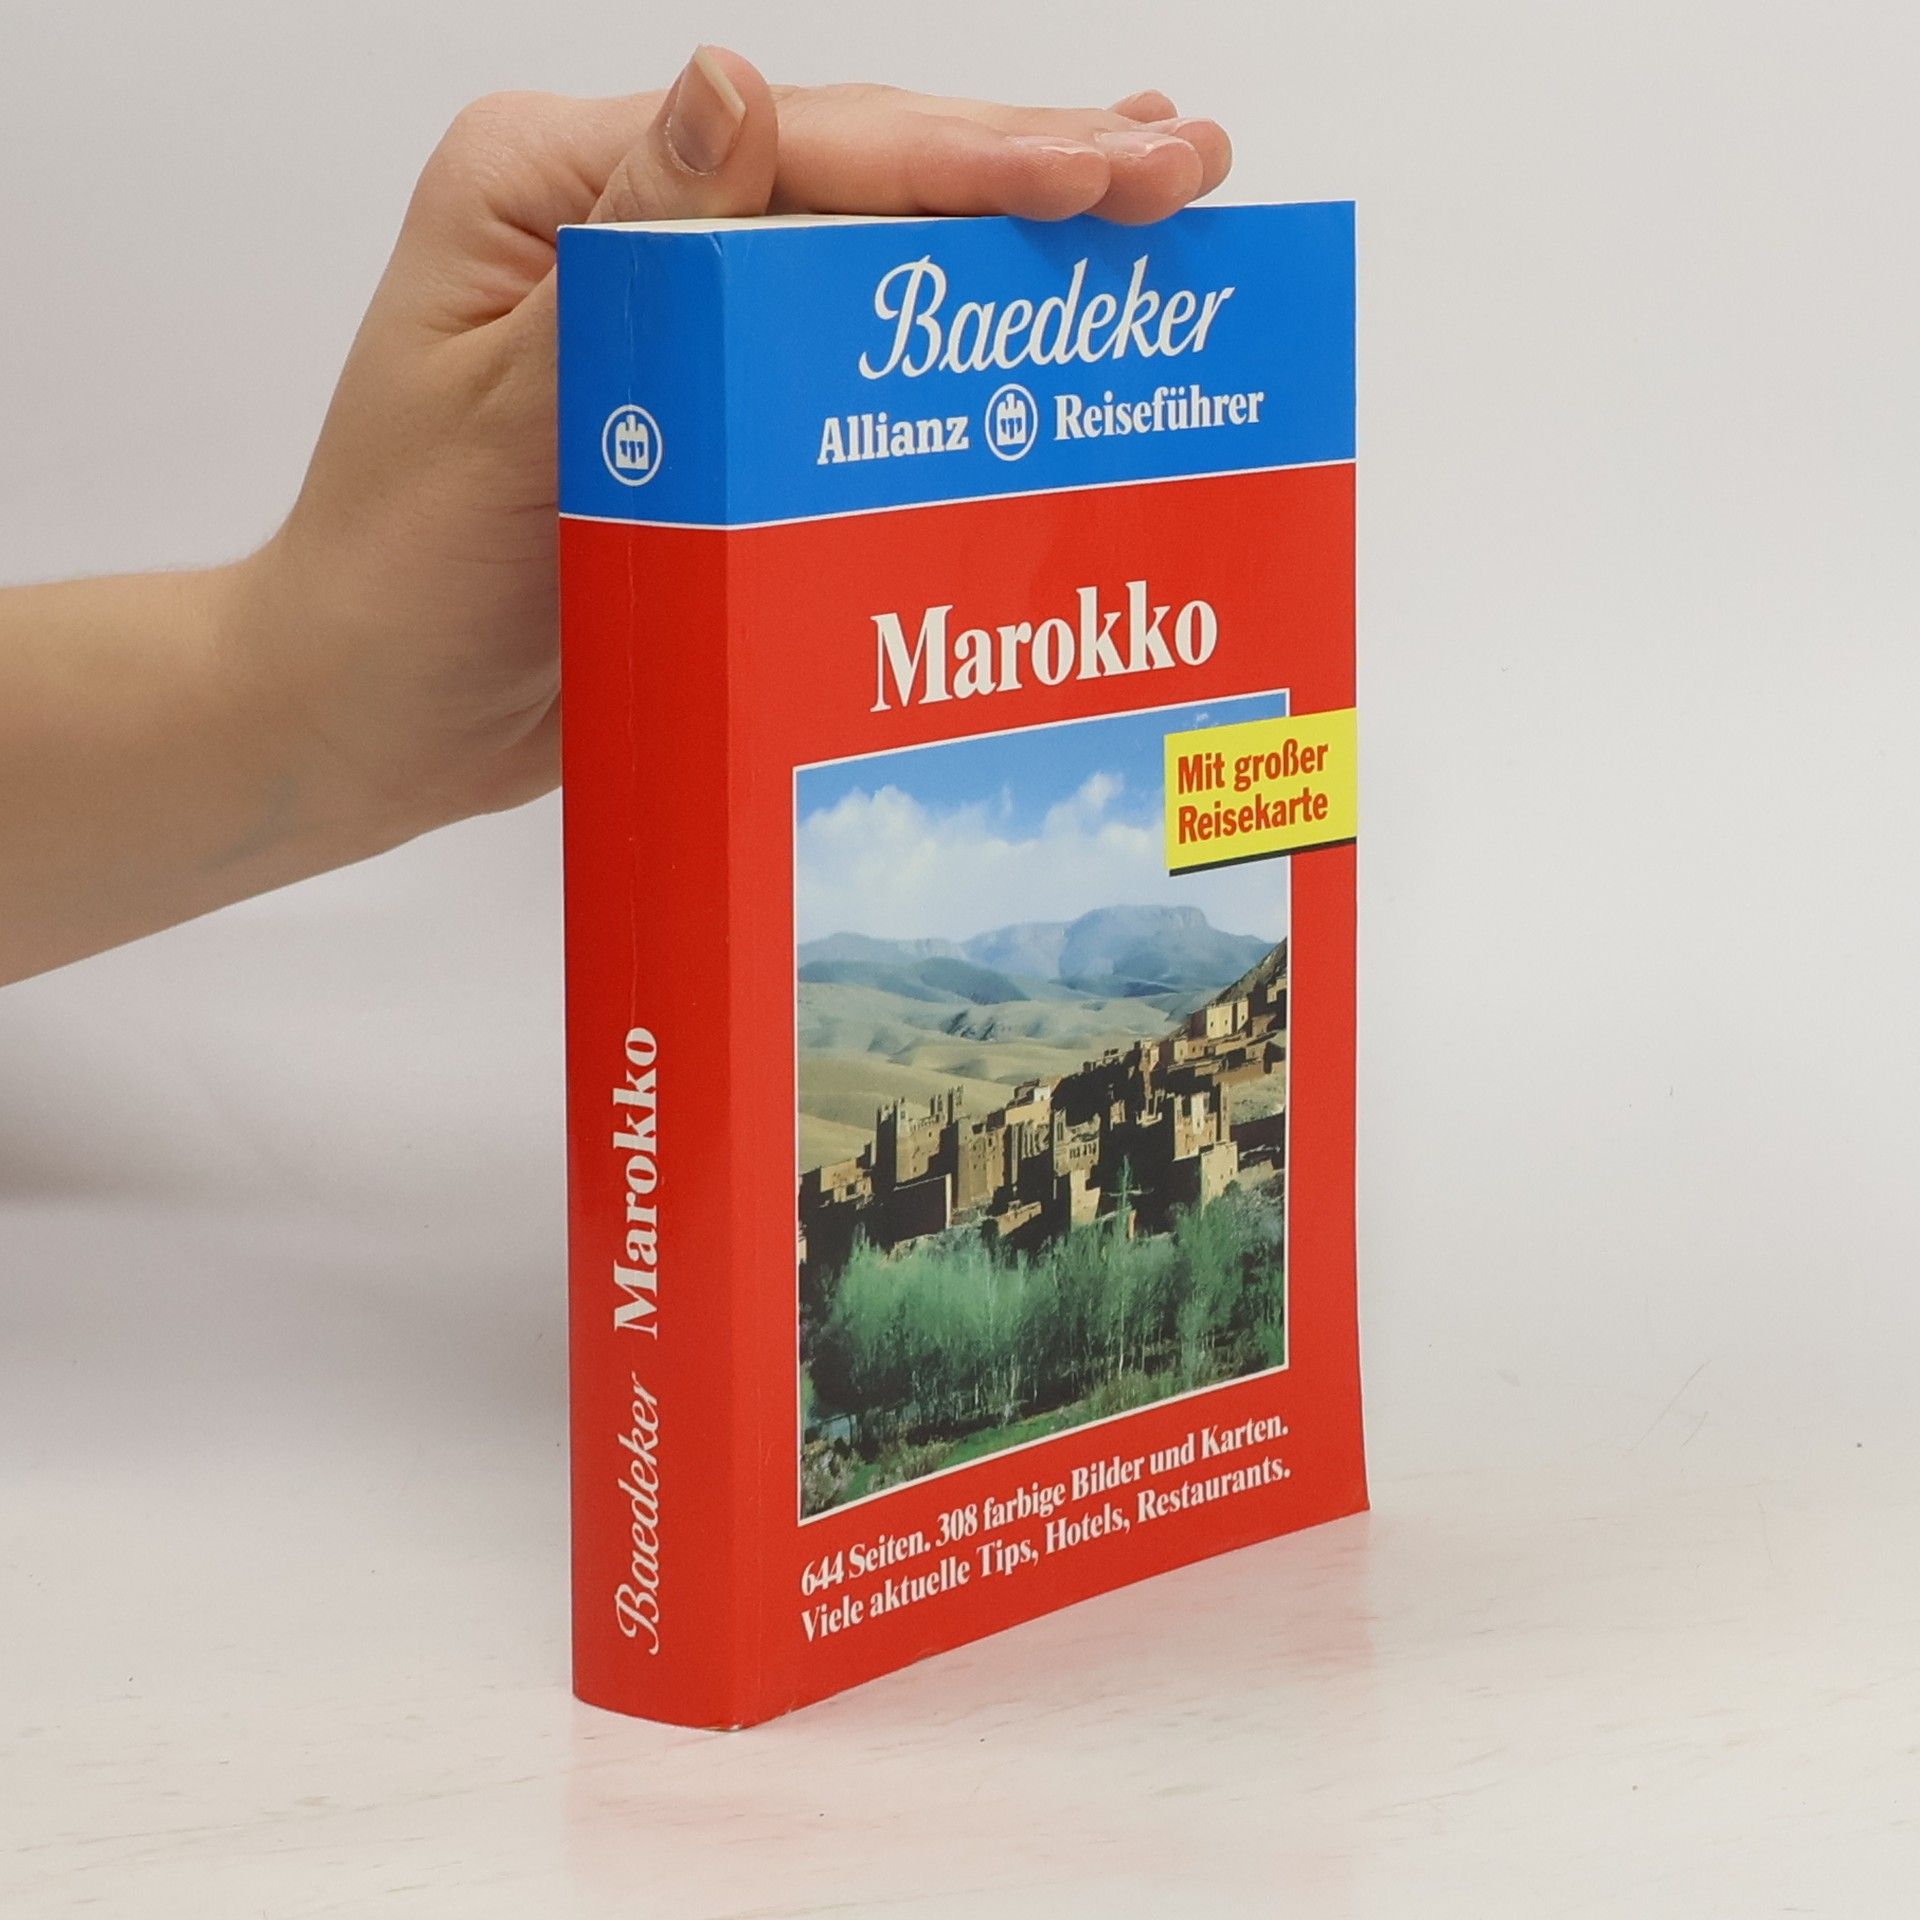 Baedeker
Allianz Reiseführer
Marokko
Mit großer
Reisekarte
644 Seiten. 308 farbige Bilder und Karten.
Viele aktuelle Tips, Hotels, Restaurants.
Baedeker Marokko